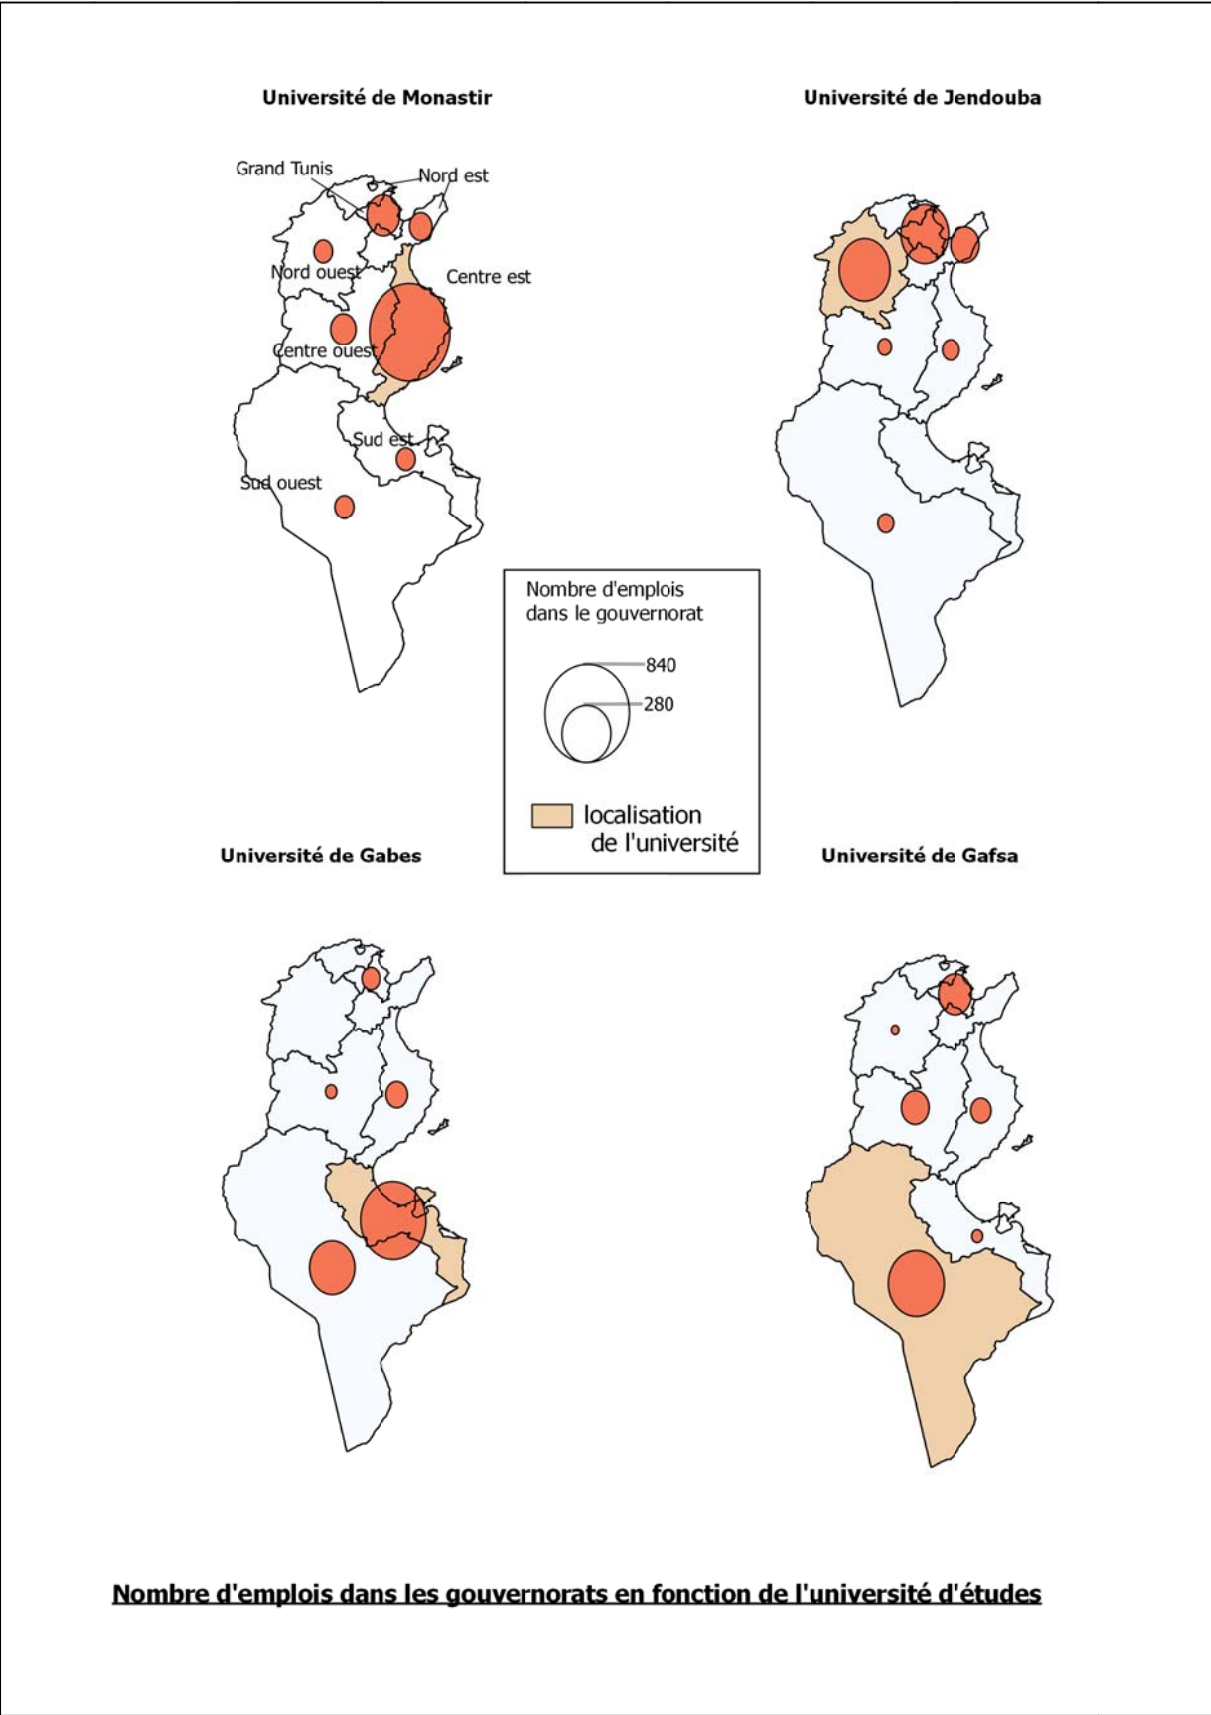 Université de Monastir
Université de Jendouba
Grand Tunis
Nord est
Nord ouest
Centre est
Centre ouest
Sud est
Sud ouest
Nombre d'emplois
dans le gouvernorat
840
280
localisation
de l'université
Université de Gabes
Université de Gafsa
Nombre d'emplois dans les gouvernorats en fonction de l'université d'études